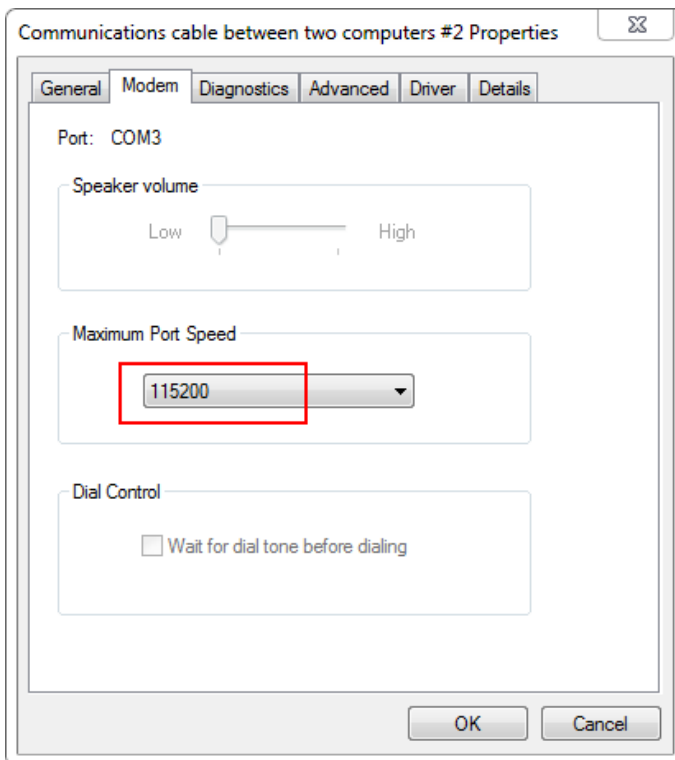 Communications cable between two computers #2 Properties
General Modem Diagnostics Advanced Driver Details
Port: COM3
Speaker volume
Low High
Maximum Port Speed
115200
Dial Control
Wait for dial tone before dialing
OK Cancel